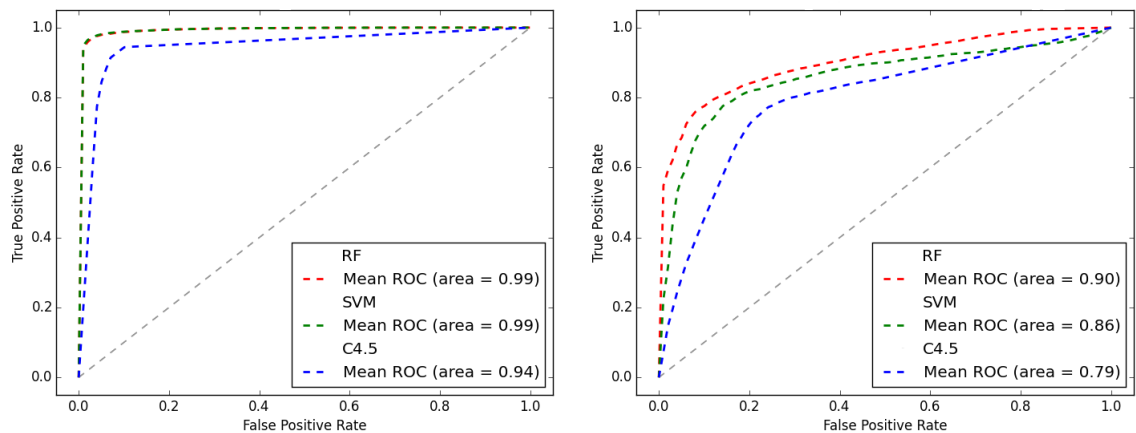 1.0
0.8
0.6
0.4
0.2
0.0
True Positive Rate
0.0 0.2 0.4 0.6 0.8 1.0
False Positive Rate
RF
Mean ROC (area = 0.99)
SVM
Mean ROC (area = 0.99)
C4.5
Mean ROC (area = 0.94)
1.0
0.8
0.6
0.4
0.2
0.0
True Positive Rate
0.0 0.2 0.4 0.6 0.8 1.0
False Positive Rate
RF
Mean ROC (area = 0.90)
SVM
Mean ROC (area = 0.86)
C4.5
Mean ROC (area = 0.79)